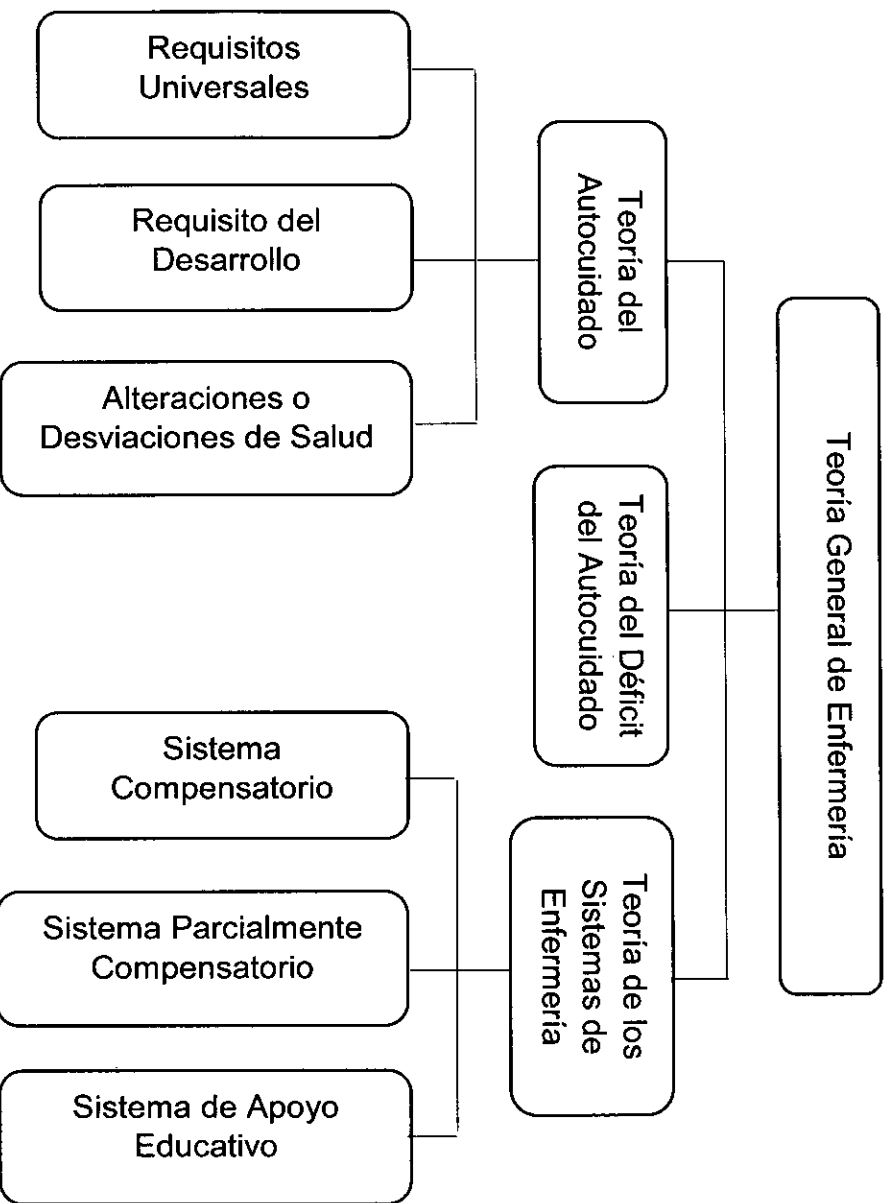 Teoría General de Enfermería
Teoría del
Autocuidado
Teoría del Déficit
del Autocuidado
Teoría de los
Sistemas de
Enfermería
Requisitos
Universales
Requisito del
Desarrollo
Alteraciones o
Desviaciones de Salud
Sistema
Compensatorio
Sistema Parcialmente
Compensatorio
Sistema de Apoyo
Educativo